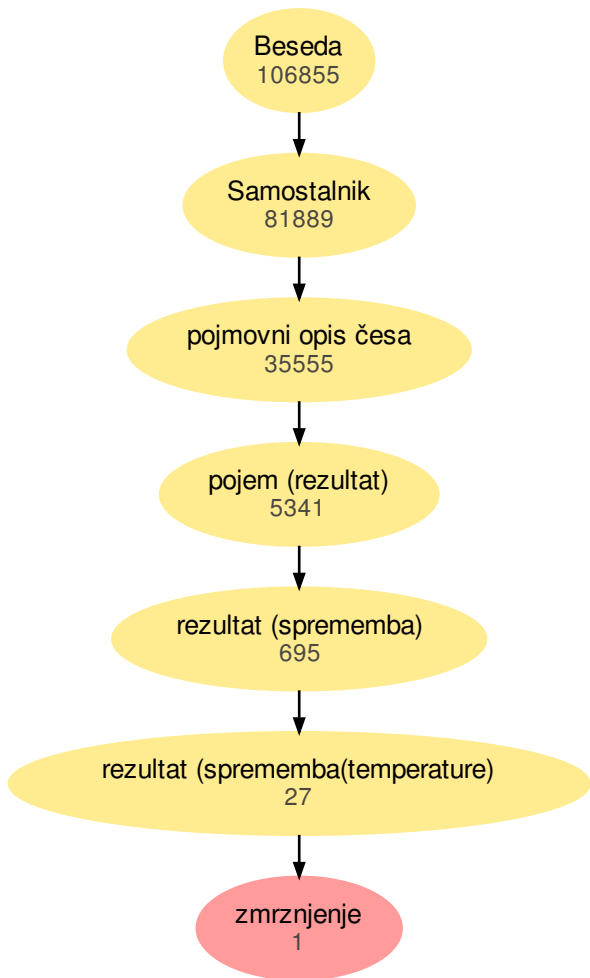 Beseda
106855
Samostalnik
81889
pojmovni opis česa
35555
pojem (rezultat)
5341
rezultat (sprememba)
695
rezultat (sprememba(temperature)
27
zmrznjenje
1